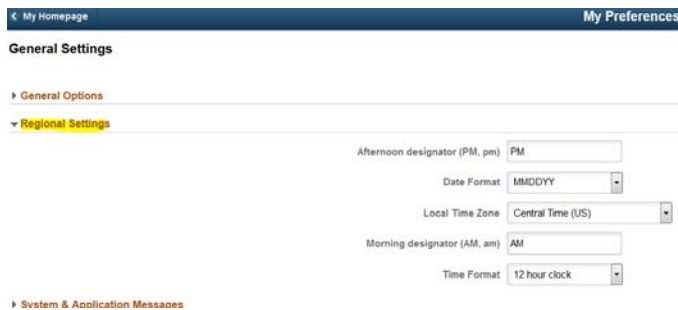 My Homepage
My Preferences
General Settings
General Options
Regional Settings
Afternoon designator (PM, pm) PM
Date Format MMDDYY
Local Time Zone Central Time (US)
Morning designator (AM, am) AM
Time Format 12 hour clock
System & Application Messages